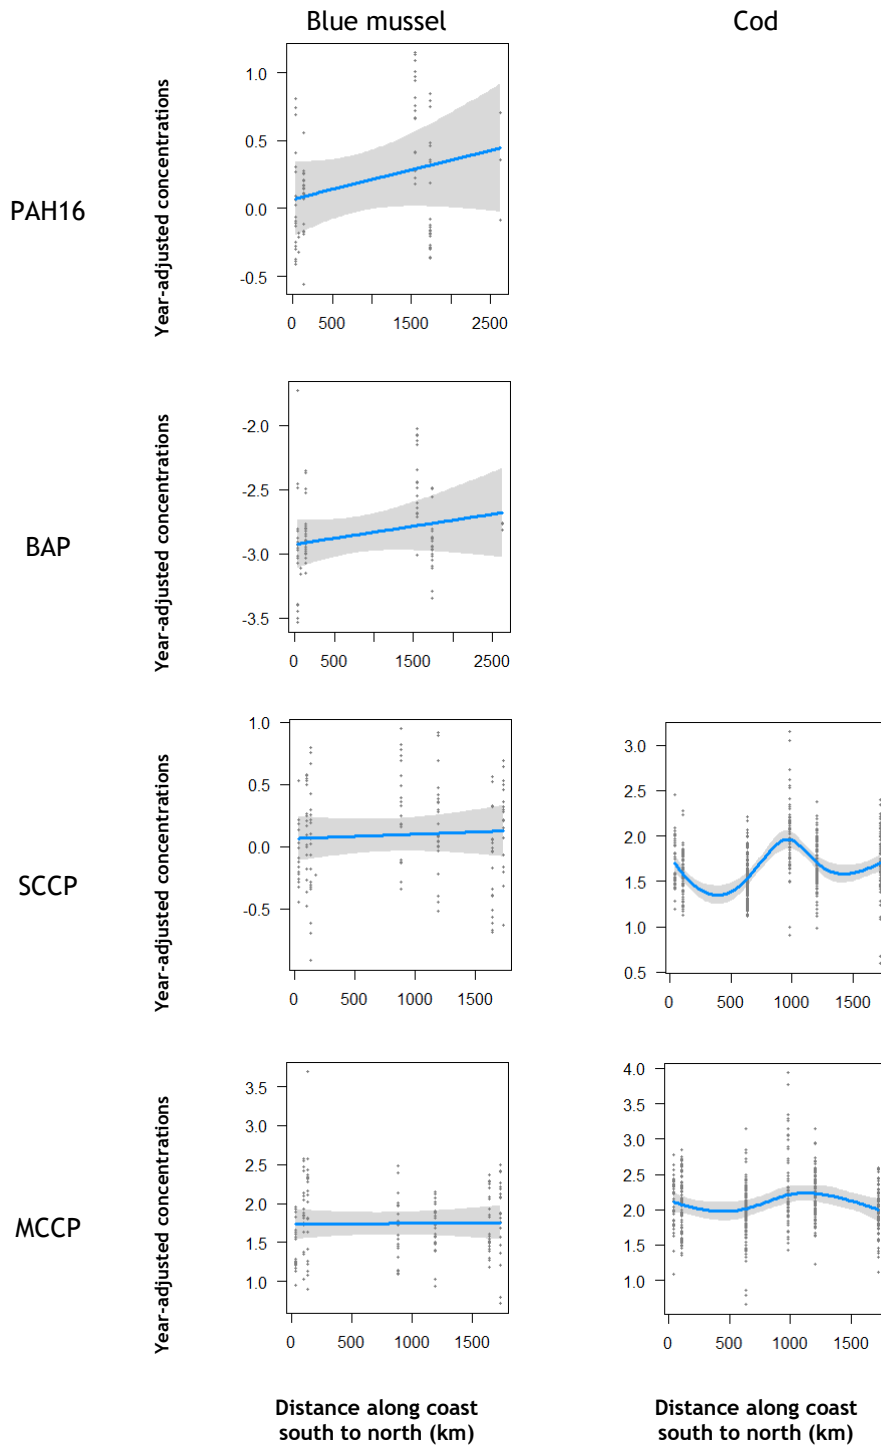 Blue mussel Cod
PAH16
Year-adjusted concentrations
1.0
0.5
0.0
-0.5
0 500 1500 2500
BAP
Year-adjusted concentrations
-2.0
-2.5
-3.0
-3.5
0 500 1500 2500
SCCP
Year-adjusted concentrations
1.0
0.5
0.0
-0.5
0 500 1000 1500
3.0
2.5
2.0
1.5
1.0
0.5
0 500 1000 1500
MCCP
Year-adjusted concentrations
3.5
3.0
2.5
2.0
1.5
1.0
0 500 1000 1500
4.0
3.5
3.0
2.5
2.0
1.5
1.0
0 500 1000 1500
Distance along coast
south to north (km)
Distance along coast
south to north (km)